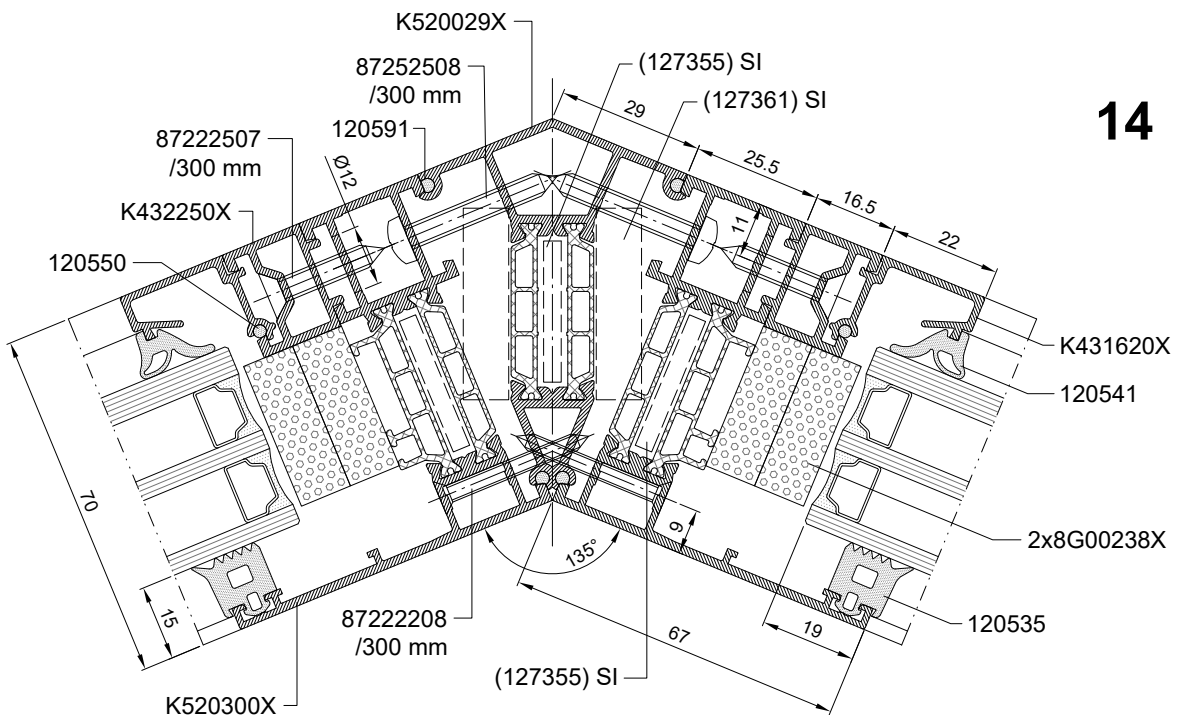 K520029X
87252508
/300 mm
(127355) SI
(127361) SI
14
87222507
/300 mm
120591
29
25.5
Ø12
K432250X
16.5
11
22
120550
K431620X
120541
70
9
2x8G00238X
135°
15
87222208
/300 mm
67
19
120535
(127355) SI
K520300X